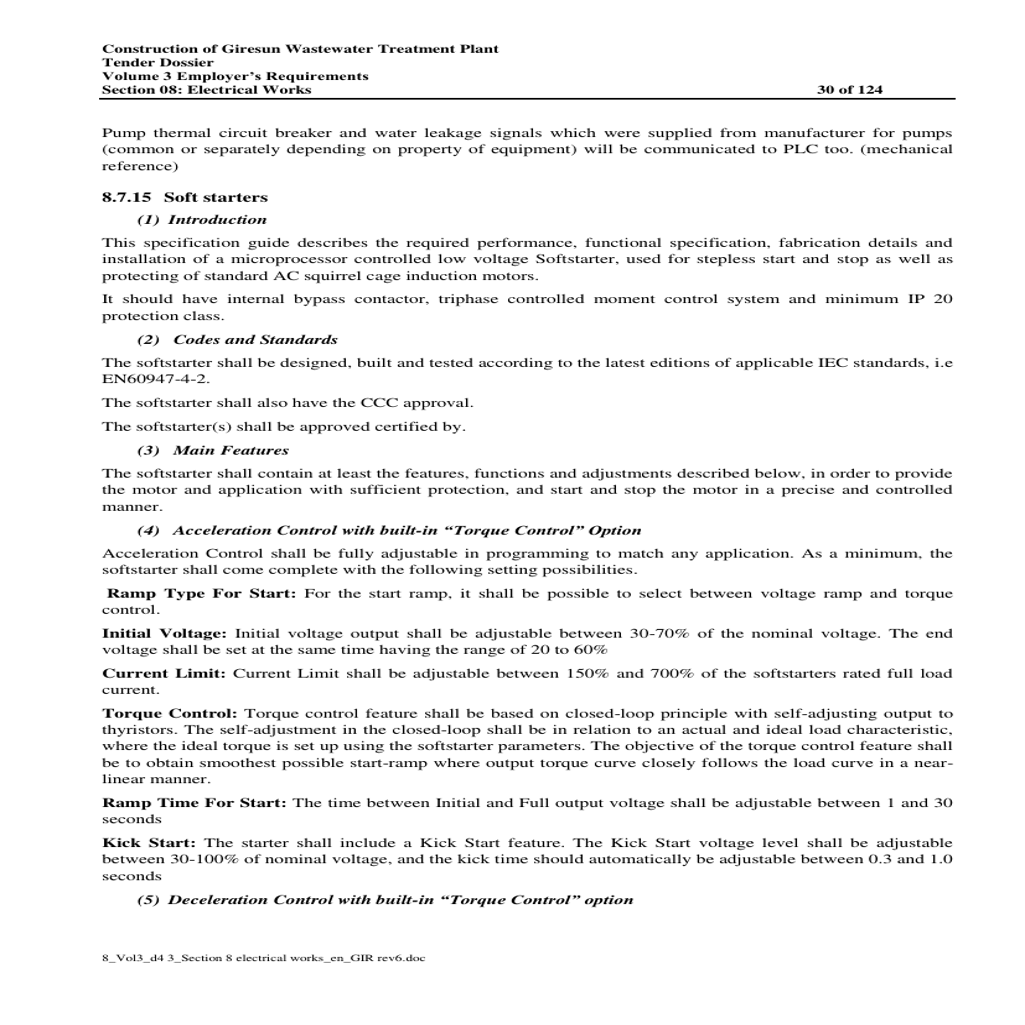 Construction of Giresun Wastewater Treatment Plant
Tender Dossier
Volume 3 Employer's Requirements
Section 08: Electrical Works 30 of 124
Pump thermal circuit breaker and water leakage signals which were supplied from manufacturer for pumps
(common or separately depending on property of equipment) will be communicated to PLC too. (mechanical
reference)
8.7.15 Soft starters
(1) Introduction
This specification guide describes the required performance, functional specification, fabrication details and
installation of a microprocessor controlled low voltage Softstarter, used for stepless start and stop as well as
protecting of standard AC squirrel cage induction motors.
It should have internal bypass contactor, triphase controlled moment control system and minimum IP 20
protection class.
(2) Codes and Standards
The softstarter shall be designed, built and tested according to the latest editions of applicable IEC standards, i.e
EN60947-4-2.
The softstarter shall also have the CCC approval.
The softstarter(s) shall be approved certified by.
(3) Main Features
The softstarter shall contain at least the features, functions and adjustments described below, in order to provide
the motor and application with sufficient protection, and start and stop the motor in a precise and controlled
manner.
(4) Acceleration Control with built-in “Torque Control” Option
Acceleration Control shall be fully adjustable in programming to match any application. As a minimum, the
softstarter shall come complete with the following setting possibilities.
Ramp Type For Start: For the start ramp, it shall be possible to select between voltage ramp and torque
control.
Initial Voltage: Initial voltage output shall be adjustable between 30-70% of the nominal voltage. The end
voltage shall be set at the same time having the range of 20 to 60%
Current Limit: Current Limit shall be adjustable between 150% and 700% of the softstarters rated full load
current.
Torque Control: Torque control feature shall be based on closed-loop principle with self-adjusting output to
thyristors. The self-adjustment in the closed-loop shall be in relation to an actual and ideal load characteristic,
where the ideal torque is set up using the softstarter parameters. The objective of the torque control feature shall
be to obtain smoothest possible start-ramp where output torque curve closely follows the load curve in a near-
linear manner.
Ramp Time For Start: The time between Initial and Full output voltage shall be adjustable between 1 and 30
seconds
Kick Start: The starter shall include a Kick Start feature. The Kick Start voltage level shall be adjustable
between 30-100% of nominal voltage, and the kick time should automatically be adjustable between 0.3 and 1.0
seconds
(5) Deceleration Control with built-in “Torque Control” option
8_Vol3_d4 3_Section 8 electrical works_en_GIR rev6.doc